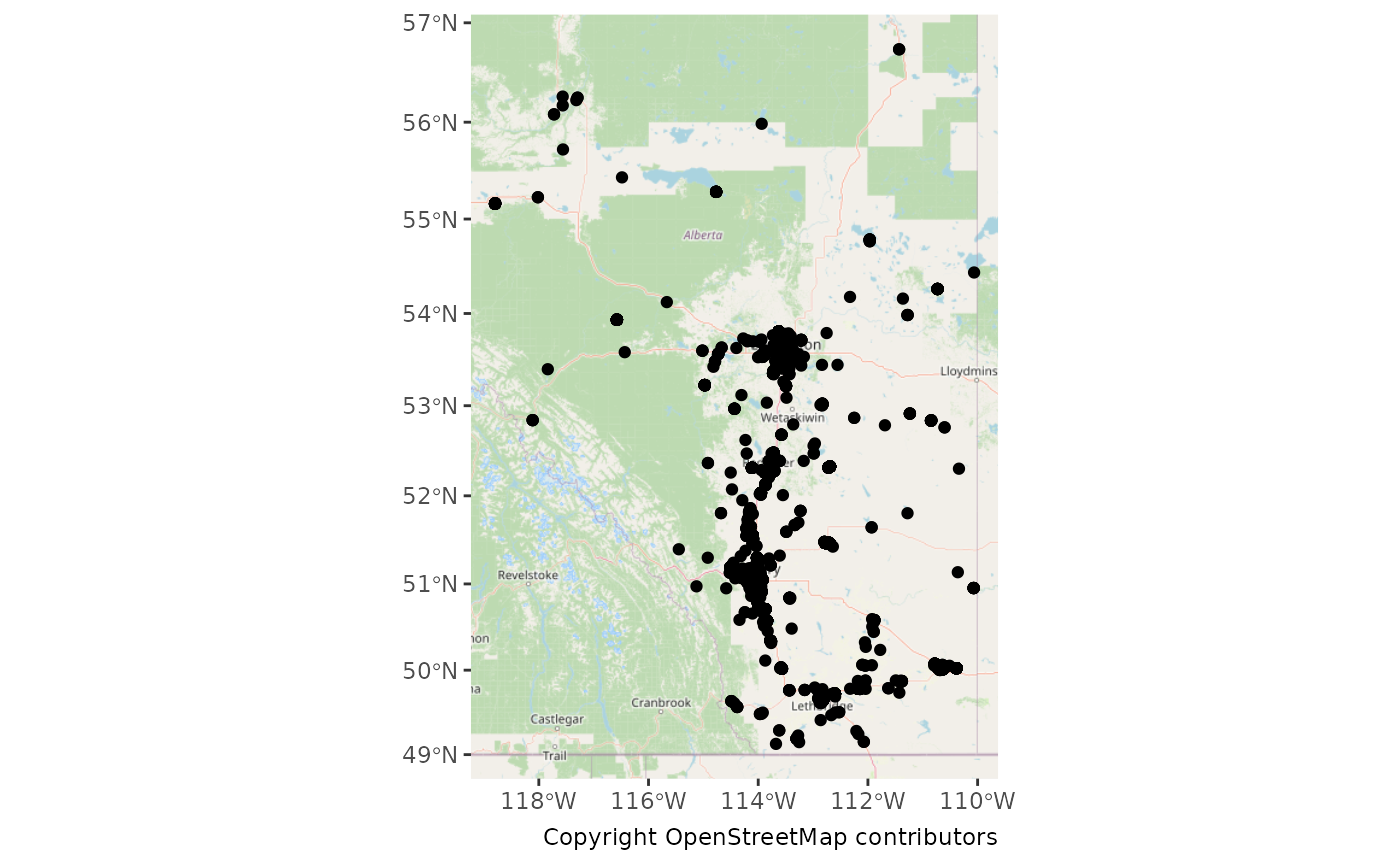 57°N
56°N
55°N
Alberta
54°N
Lloydmins
53°N
Wetaskiwin
52°N
51°N
Revelstoke
50°N
Cranbrook
Castlegar
Trail
49°N
118°W 116°W 114°W 112°W 110°W
Copyright OpenStreetMap contributors